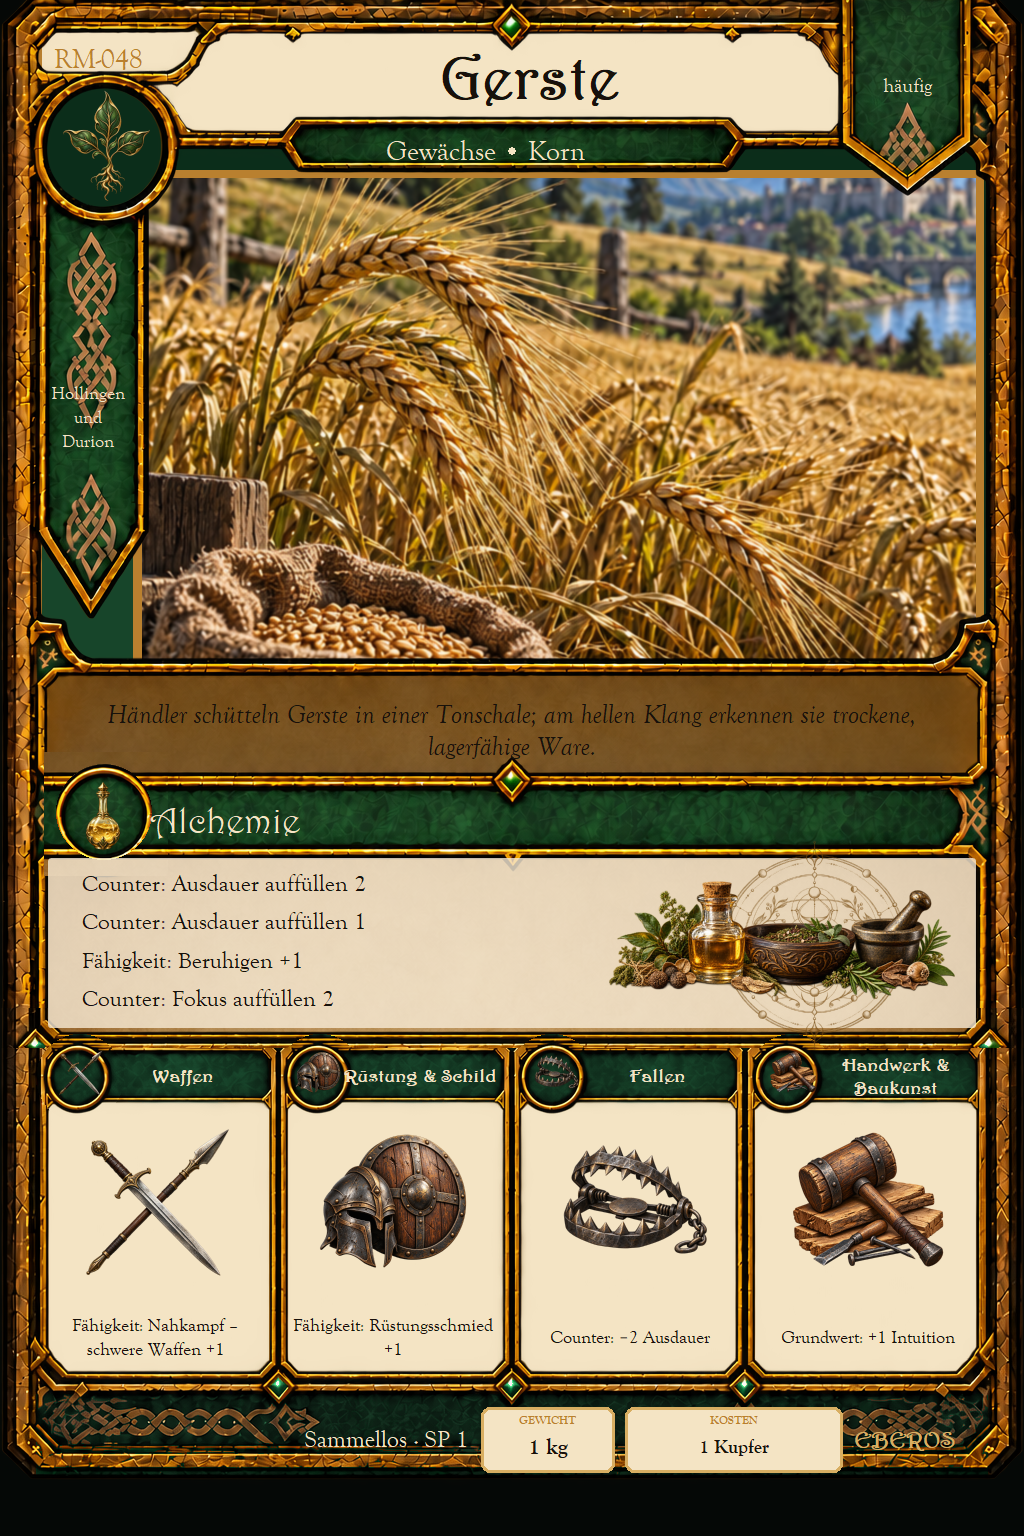 RM-048
Gerste
häufig
Gewächse • Korn
Hollingen
und
Durion
Händler schütteln Gerste in einer Tonschale; am hellen Klang erkennen sie trockene,
lagerfähige Ware.
Alchemie
Counter: Ausdauer auffüllen 2
Counter: Ausdauer auffüllen 1
Fähigkeit: Beruhigen +1
Counter: Fokus auffüllen 2
Waffen
Fähigkeit: Nahkampf –
schwere Waffen +1
Rüstung & Schild
Fähigkeit: Rüstungsschmied
+1
Fallen
Counter: −2 Ausdauer
Handwerk &
Baukunst
Grundwert: +1 Intuition
Sammellos · SP 1
GEWICHT
1 kg
KOSTEN
1 Kupfer
EBEROS